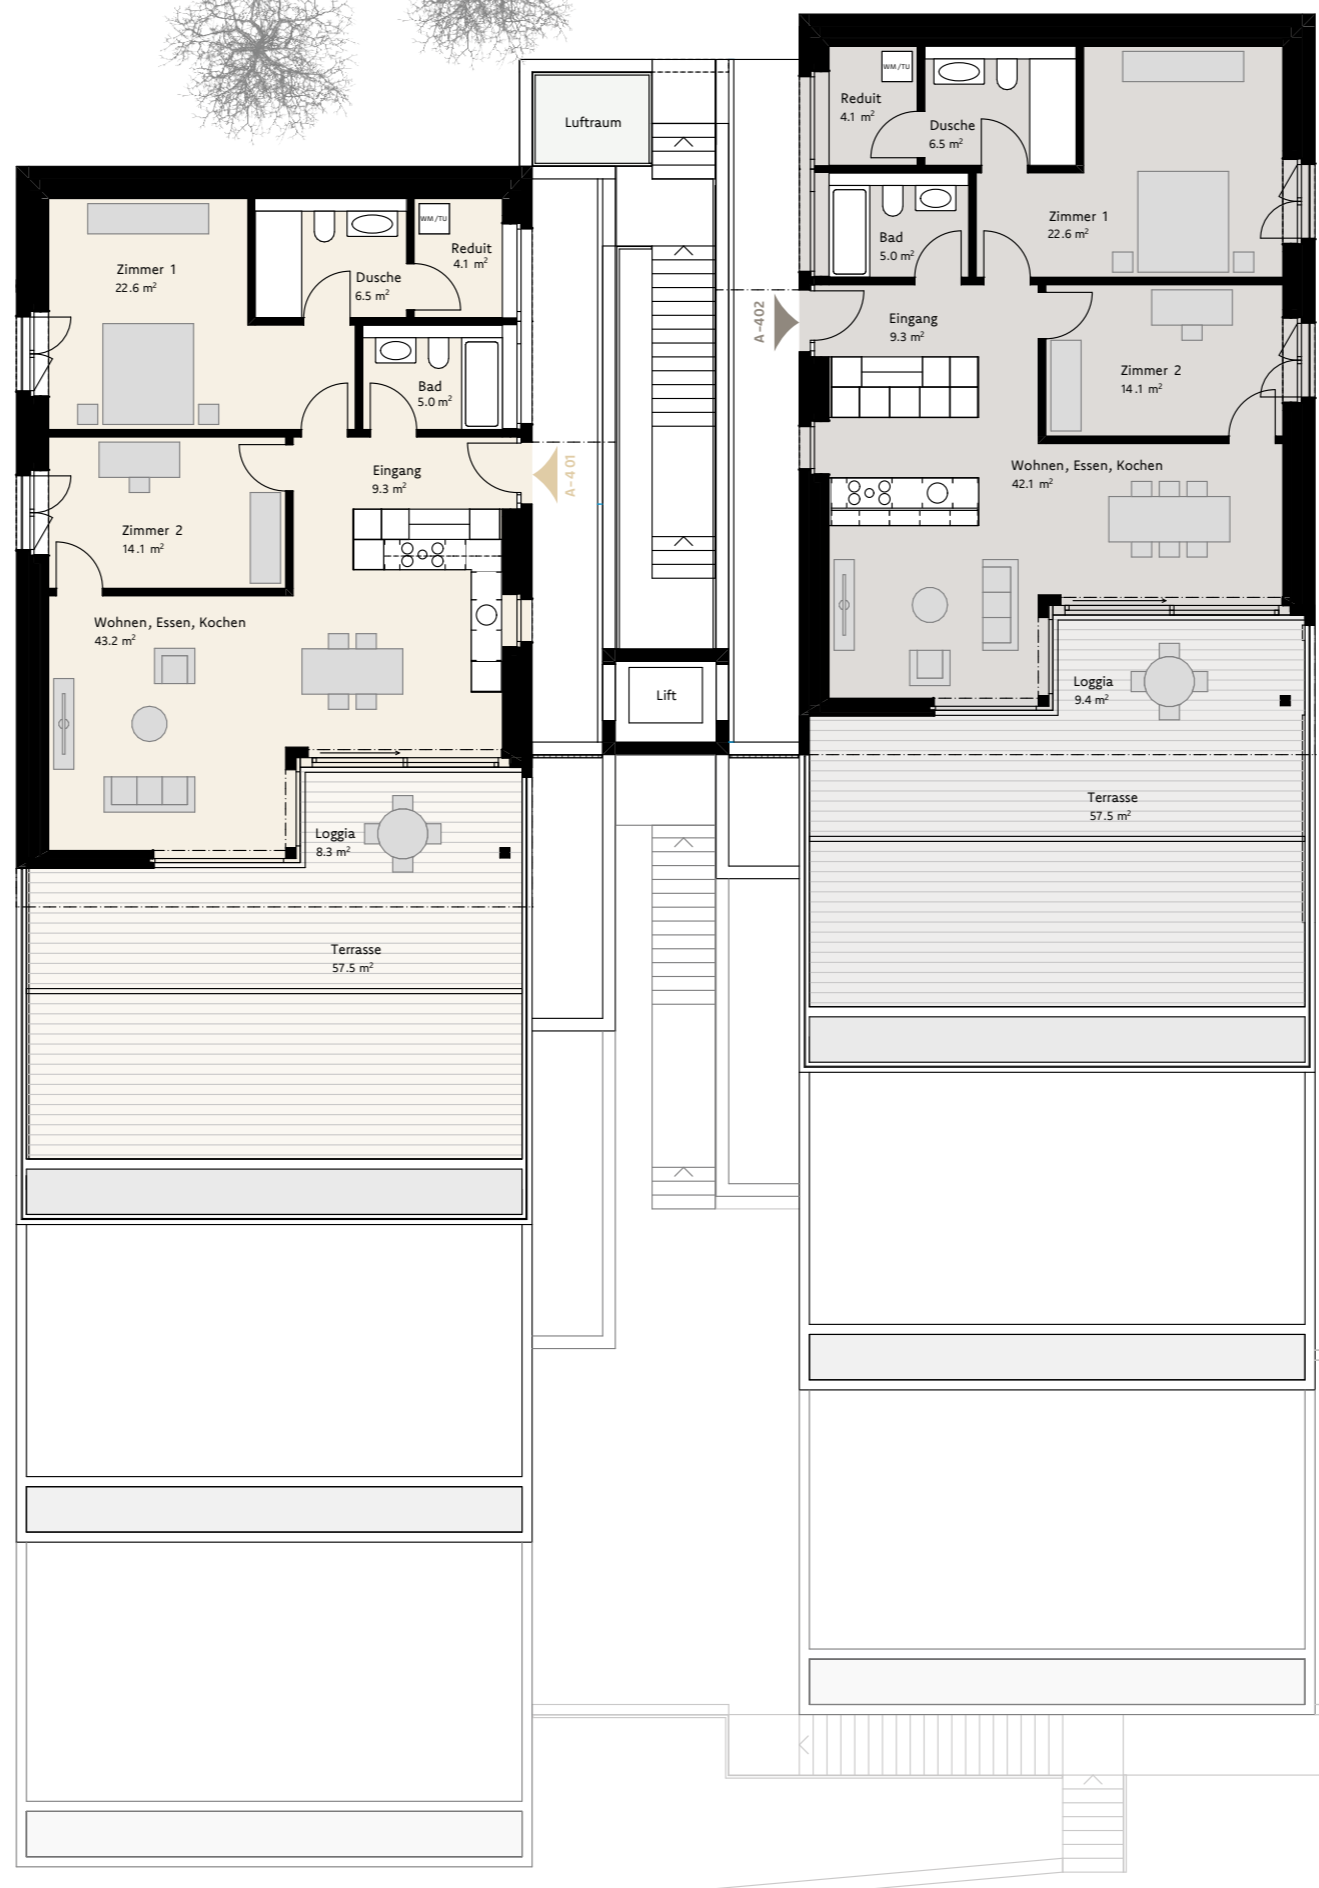 Luftraum
WM./TU
Reduit
4.1 m²
Dusche
6.5 m²
Zimmer 1
22.6 m²
Bad
5.0 m²
A-402
Eingang
9.3 m²
Zimmer 2
14.1 m²
Wohnen, Essen, Kochen
42.1 m²
Loggia
9.4 m²
Terrasse
57.5 m²
Zimmer 1
22.6 m²
WM./TU
Reduit
4.1 m²
Dusche
6.5 m²
Bad
5.0 m²
Eingang
9.3 m²
A-401
Zimmer 2
14.1 m²
Wohnen, Essen, Kochen
43.2 m²
Lift
Loggia
8.3 m²
Terrasse
57.5 m²